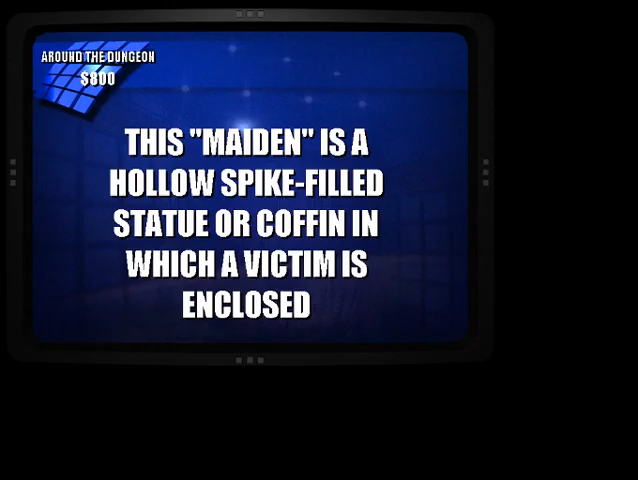 AROUND THE DUNGEON
$800
THIS "MAIDEN" IS A
HOLLOW SPIKE-FILLED
STATUE OR COFFIN IN
WHICH A VICTIM IS
ENCLOSED